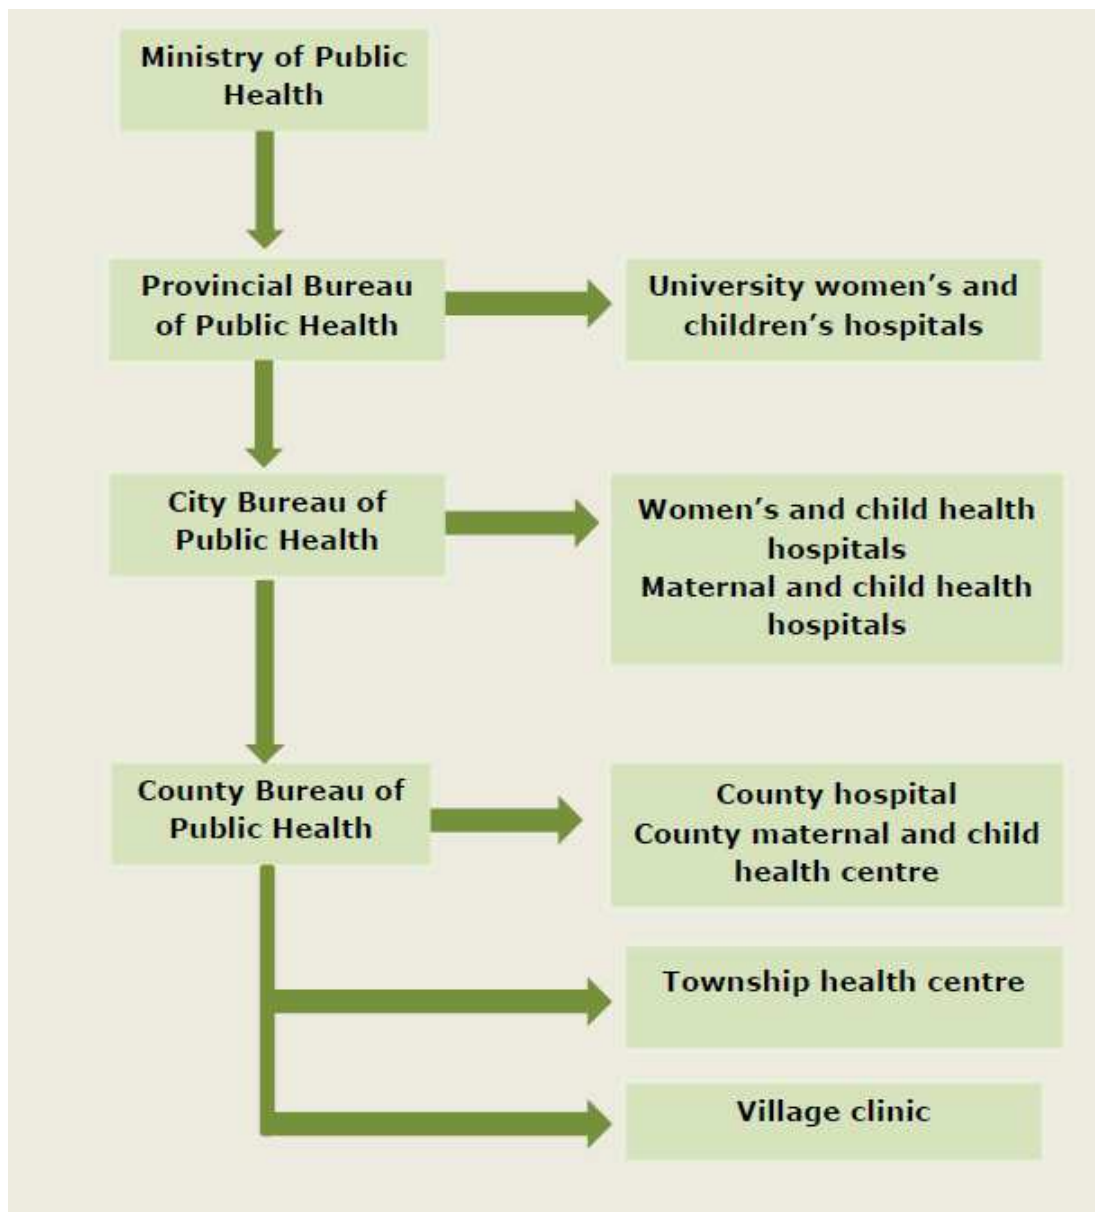 Ministry of Public
Health
Provincial Bureau
of Public Health
University women’s and
children’s hospitals
City Bureau of
Public Health
Women’s and child health
hospitals
Maternal and child health
hospitals
County Bureau of
Public Health
County hospital
County maternal and child
health centre
Township health centre
Village clinic